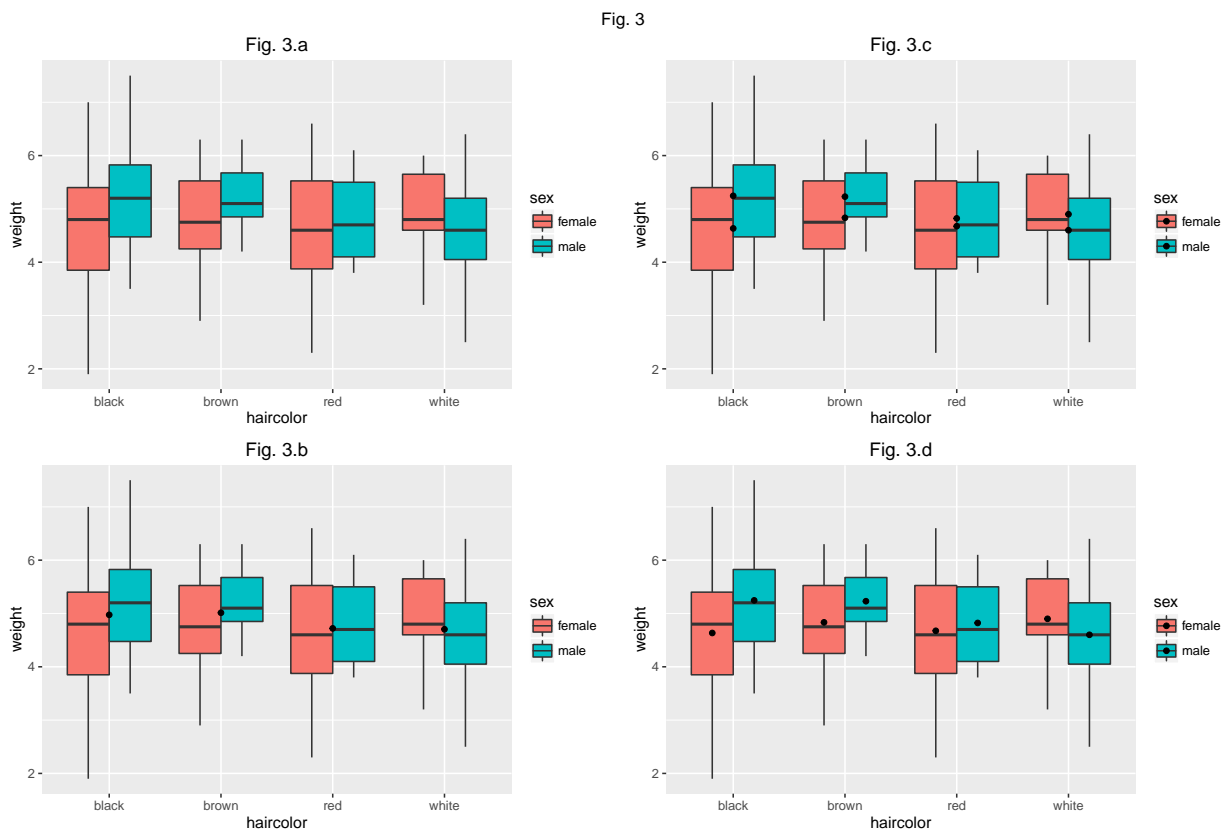 Fig. 3
Fig. 3.a
6
4
2
weight
black brown red white
haircolor
sex
female
male
Fig. 3.c
6
4
2
weight
black brown red white
haircolor
sex
female
male
Fig. 3.b
6
4
2
weight
black brown red white
haircolor
sex
female
male
Fig. 3.d
6
4
2
weight
black brown red white
haircolor
sex
female
male